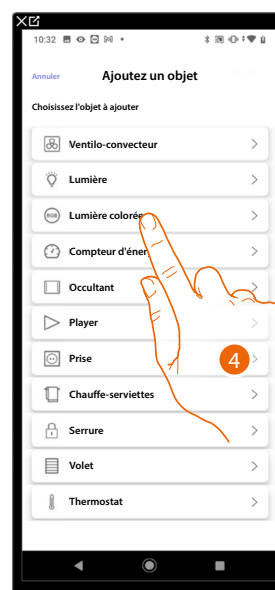 10:32
Annuler Ajoutez un objet
Choisissez l'objet à ajouter
Ventilo-convecteur
Lumière
RGB Lumière colorée
Compteur d'éner
Occultant
Player
Prise
4
Chauffe-serviettes
Serrure
Volet
Thermostat